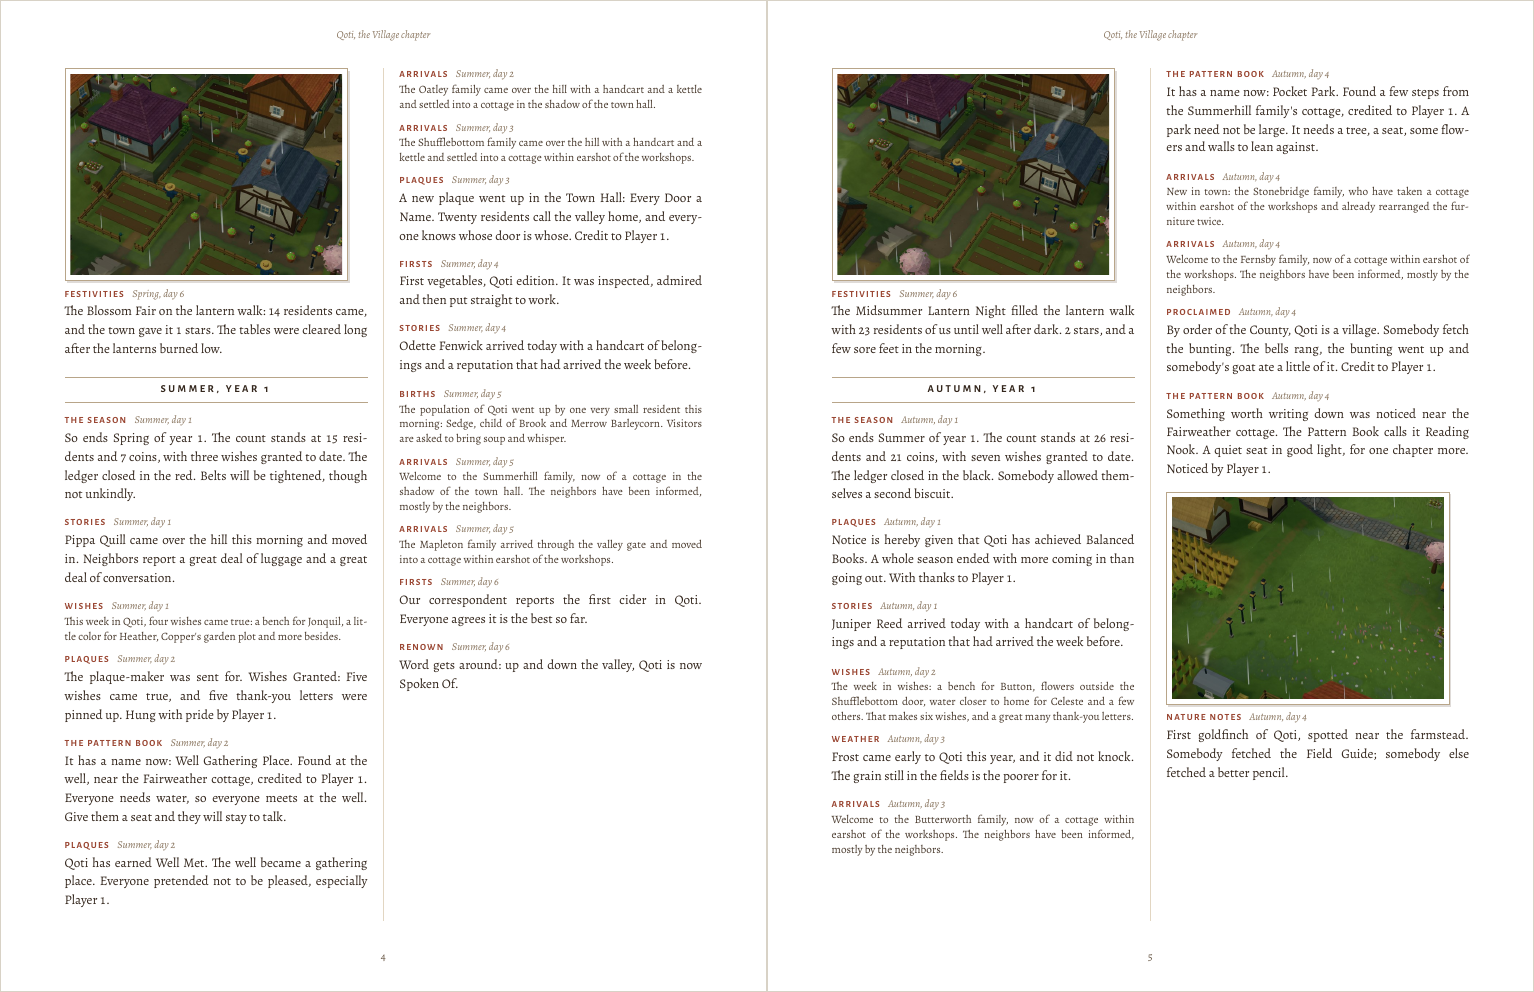 Qoti, the Village chapter
FESTIVITIES Spring, day 6
The Blossom Fair on the lantern walk: 14 residents came,
and the town gave it 1 stars. The tables were cleared long
after the lanterns burned low.
SUMMER, YEAR 1
THE SEASON Summer, day 1
So ends Spring of year 1. The count stands at 15 resi-
dents and 7 coins, with three wishes granted to date. The
ledger closed in the red. Belts will be tightened, though
not unkindly.
STORIES Summer, day 1
Pippa Quill came over the hill this morning and moved
in. Neighbors report a great deal of luggage and a great
deal of conversation.
WISHES Summer, day 1
This week in Qoti, four wishes came true: a bench for Jonquil, a lit-
tle color for Heather, Copper's garden plot and more besides.
PLAQUES Summer, day 2
The plaque-maker was sent for. Wishes Granted: Five
wishes came true, and five thank-you letters were
pinned up. Hung with pride by Player 1.
THE PATTERN BOOK Summer, day 2
It has a name now: Well Gathering Place. Found at the
well, near the Fairweather cottage, credited to Player 1.
Everyone needs water, so everyone meets at the well.
Give them a seat and they will stay to talk.
PLAQUES Summer, day 2
Qoti has earned Well Met. The well became a gathering
place. Everyone pretended not to be pleased, especially
Player 1.
ARRIVALS Summer, day 2
The Oatley family came over the hill with a handcart and a kettle
and settled into a cottage in the shadow of the town hall.
ARRIVALS Summer, day 3
The Shufflebottom family came over the hill with a handcart and a
kettle and settled into a cottage within earshot of the workshops.
PLAQUES Summer, day 3
A new plaque went up in the Town Hall: Every Door a
Name. Twenty residents call the valley home, and every-
one knows whose door is whose. Credit to Player 1.
FIRSTS Summer, day 4
First vegetables, Qoti edition. It was inspected, admired
and then put straight to work.
STORIES Summer, day 4
Odette Fenwick arrived today with a handcart of belong-
ings and a reputation that had arrived the week before.
BIRTHS Summer, day 5
The population of Qoti went up by one very small resident this
morning: Sedge, child of Brook and Merrow Barleycorn. Visitors
are asked to bring soup and whisper.
ARRIVALS Summer, day 5
Welcome to the Summerhill family, now of a cottage in the
shadow of the town hall. The neighbors have been informed,
mostly by the neighbors.
ARRIVALS Summer, day 5
The Mapleton family arrived through the valley gate and moved
into a cottage within earshot of the workshops.
FIRSTS Summer, day 6
Our correspondent reports the first cider in Qoti.
Everyone agrees it is the best so far.
RENOWN Summer, day 6
Word gets around: up and down the valley, Qoti is now
Spoken Of.
4
Qoti, the Village chapter
FESTIVITIES Summer, day 6
The Midsummer Lantern Night filled the lantern walk
with 23 residents of us until well after dark. 2 stars, and a
few sore feet in the morning.
AUTUMN, YEAR 1
THE SEASON Autumn, day 1
So ends Summer of year 1. The count stands at 26 resi-
dents and 21 coins, with seven wishes granted to date.
The ledger closed in the black. Somebody allowed them-
selves a second biscuit.
PLAQUES Autumn, day 1
Notice is hereby given that Qoti has achieved Balanced
Books. A whole season ended with more coming in than
going out. With thanks to Player 1.
STORIES Autumn, day 1
Juniper Reed arrived today with a handcart of belong-
ings and a reputation that had arrived the week before.
WISHES Autumn, day 2
The week in wishes: a bench for Button, flowers outside the
Shufflebottom door, water closer to home for Celeste and a few
others. That makes six wishes, and a great many thank-you letters.
WEATHER Autumn, day 3
Frost came early to Qoti this year, and it did not knock.
The grain still in the fields is the poorer for it.
ARRIVALS Autumn, day 3
Welcome to the Butterworth family, now of a cottage within
earshot of the workshops. The neighbors have been informed,
mostly by the neighbors.
THE PATTERN BOOK Autumn, day 4
It has a name now: Pocket Park. Found a few steps from
the Summerhill family's cottage, credited to Player 1. A
park need not be large. It needs a tree, a seat, some flow-
ers and walls to lean against.
ARRIVALS Autumn, day 4
New in town: the Stonebridge family, who have taken a cottage
within earshot of the workshops and already rearranged the fur-
niture twice.
ARRIVALS Autumn, day 4
Welcome to the Fernsby family, now of a cottage within earshot of
the workshops. The neighbors have been informed, mostly by the
neighbors.
PROCLAIMED Autumn, day 4
By order of the County, Qoti is a village. Somebody fetch
the bunting. The bells rang, the bunting went up and
somebody's goat ate a little of it. Credit to Player 1.
THE PATTERN BOOK Autumn, day 4
Something worth writing down was noticed near the
Fairweather cottage. The Pattern Book calls it Reading
Nook. A quiet seat in good light, for one chapter more.
Noticed by Player 1.
NATURE NOTES Autumn, day 4
First goldfinch of Qoti, spotted near the farmstead.
Somebody fetched the Field Guide; somebody else
fetched a better pencil.
5